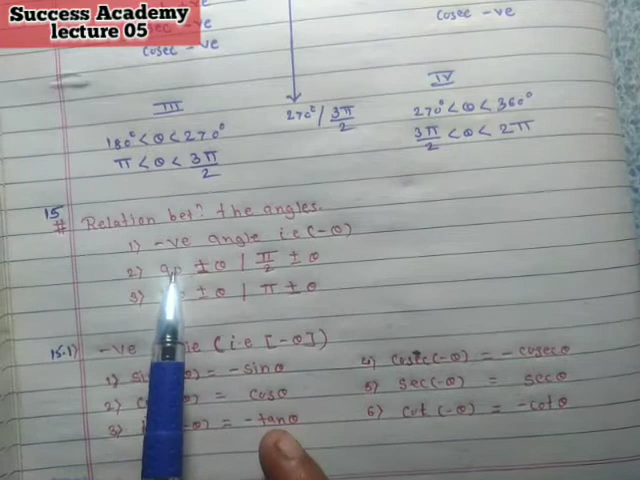 Success Academy
lecture 05
-ve
-ve
cosec -ve
cosec -ve
III
180° < θ < 270°
π < θ < 3π/2
270° / 3π/2
IV
270° < θ < 360°
3π/2 < θ < 2π
15
# Relation betⁿ the angles.
1) -ve angle i.e (-θ)
2) ± θ / π/2 ± θ
3) ± θ / π ± θ
15.1) -ve (i.e [-θ])
1) = -sinθ
2) = cosθ
3) = -tanθ
4) cosec(-θ) = -cosecθ
5) sec(-θ) = secθ
6) cot(-θ) = -cotθ